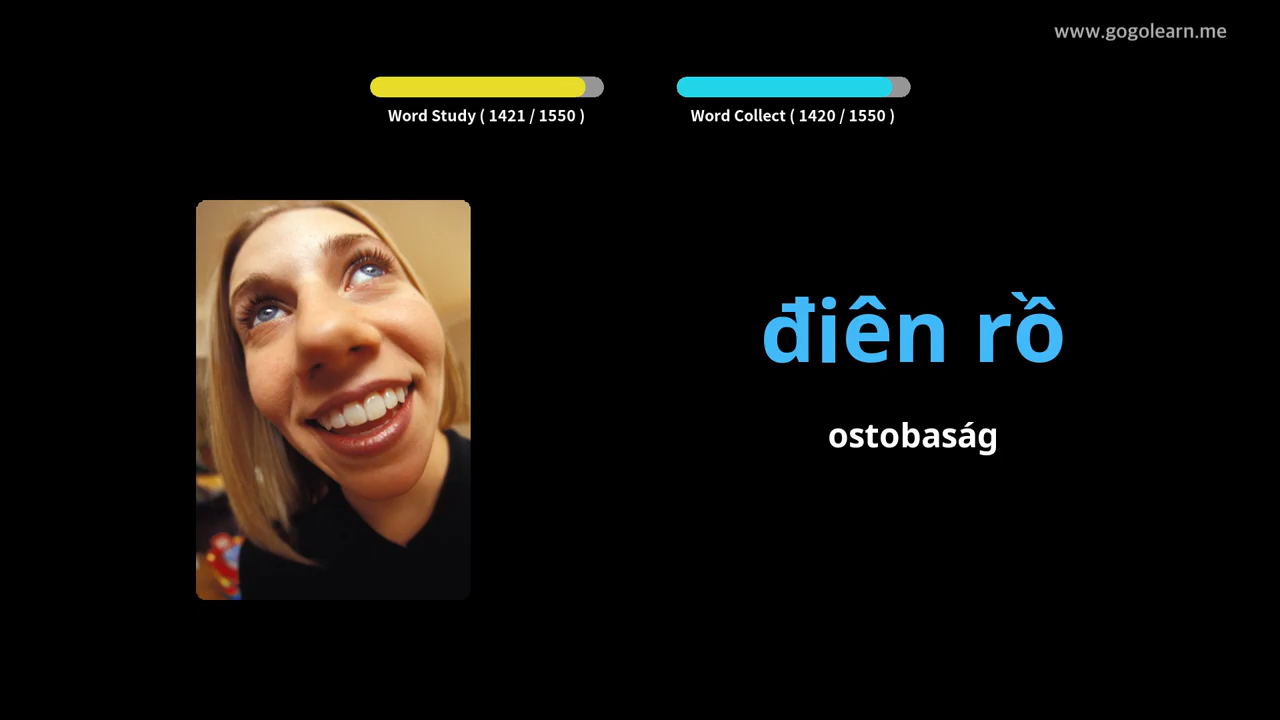 www.gogolearn.me
Word Study ( 1421 / 1550 )
Word Collect ( 1420 / 1550 )
điên rồ
ostobaság